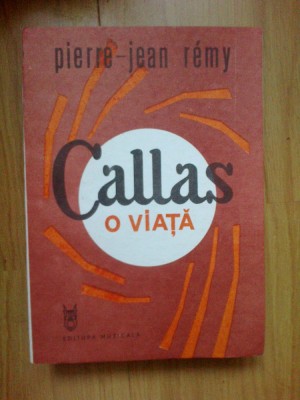 pierre-jean rémy
Callas
O VIAȚĂ
EDITURA MUZICALĂ